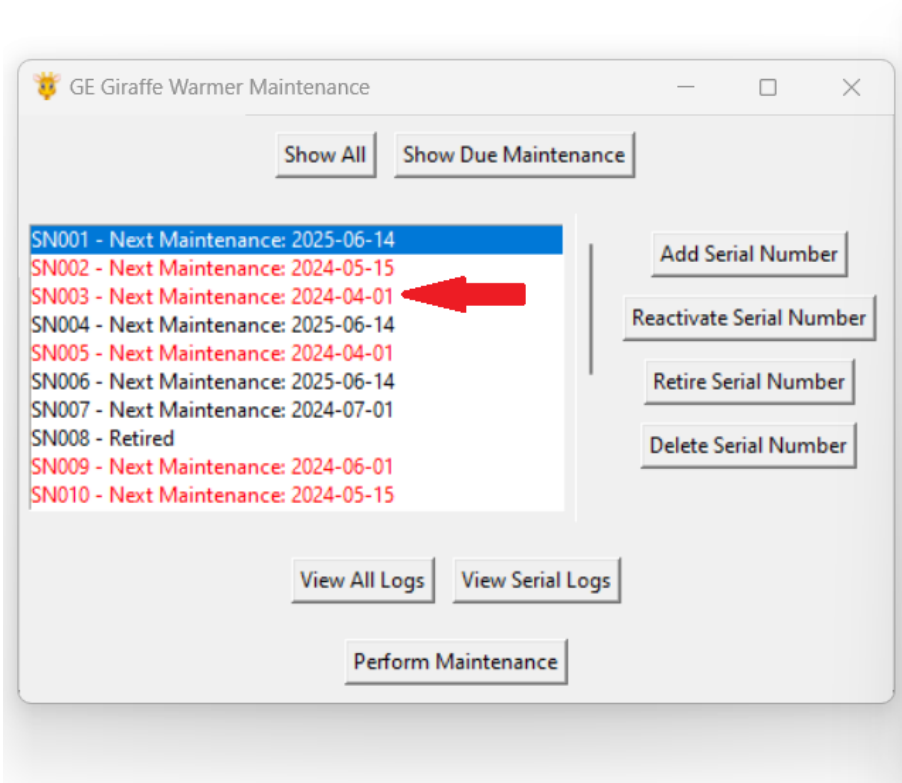 GE Giraffe Warmer Maintenance
Show All
Show Due Maintenance
SN001 - Next Maintenance: 2025-06-14
SN002 - Next Maintenance: 2024-05-15
SN003 - Next Maintenance: 2024-04-01
SN004 - Next Maintenance: 2025-06-14
SN005 - Next Maintenance: 2024-04-01
SN006 - Next Maintenance: 2025-06-14
SN007 - Next Maintenance: 2024-07-01
SN008 - Retired
SN009 - Next Maintenance: 2024-06-01
SN010 - Next Maintenance: 2024-05-15
Add Serial Number
Reactivate Serial Number
Retire Serial Number
Delete Serial Number
View All Logs
View Serial Logs
Perform Maintenance